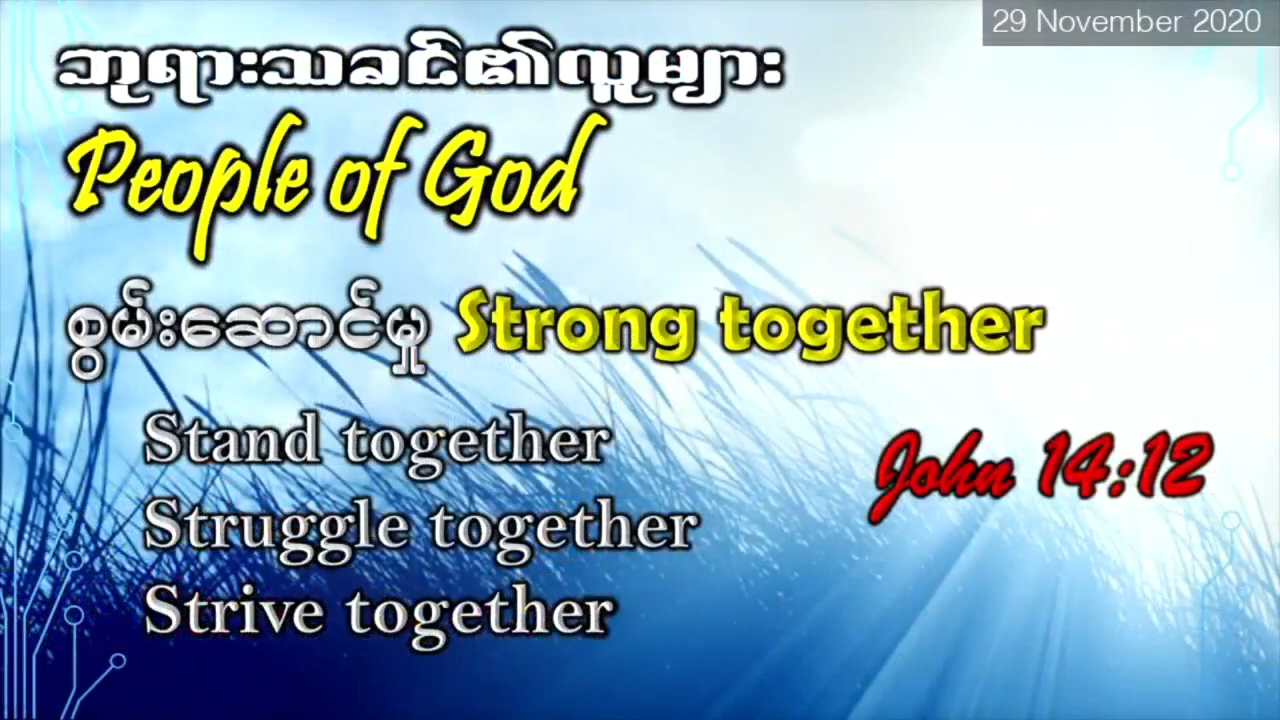 29 November 2020
ဘုရားသခင်၏လူများ
People of God
စွမ်းဆောင်မှု Strong together
Stand together
John 14:12
Struggle together
Strive together